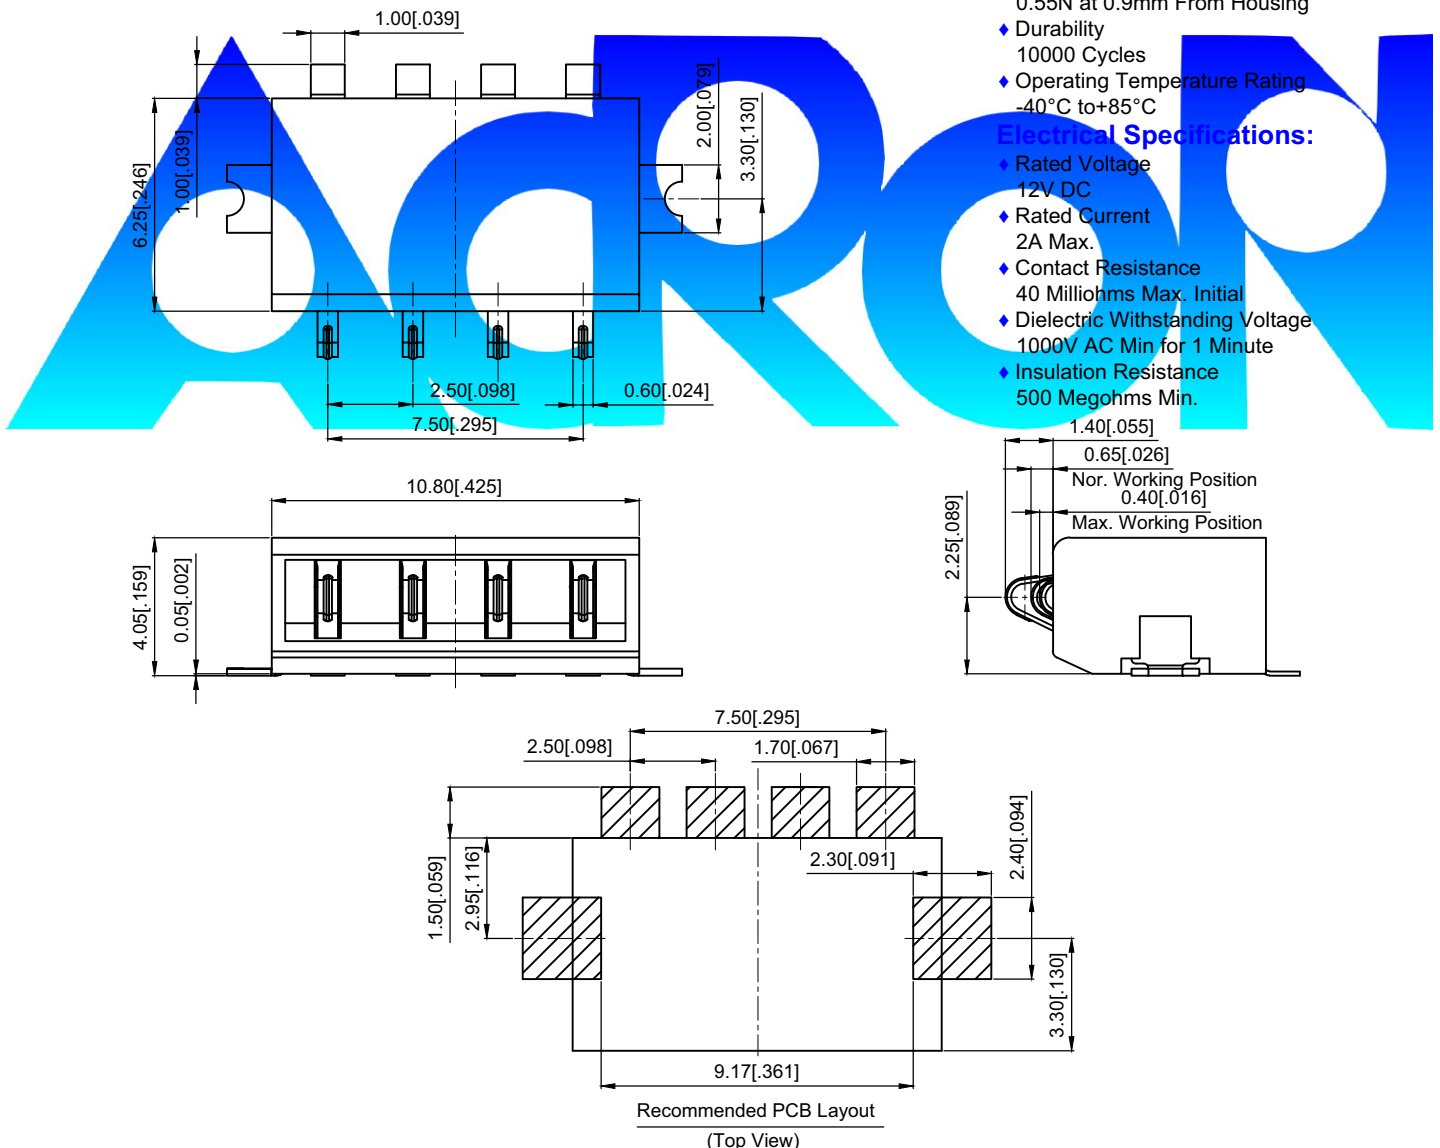 0.55N at 0.9mm From Housing
♦ Durability
10000 Cycles
♦ Operating Temperature Rating
-40°C to+85°C
Electrical Specifications:
♦ Rated Voltage
12V DC
♦ Rated Current
2A Max.
♦ Contact Resistance
40 Milliohms Max. Initial
♦ Dielectric Withstanding Voltage
1000V AC Min for 1 Minute
♦ Insulation Resistance
500 Megohms Min.
ACRON
1.00[.039]
1.00[.039]
6.25[.246]
2.00[.079]
3.30[.130]
2.50[.098]
0.60[.024]
7.50[.295]
10.80[.425]
4.05[.159]
0.05[.002]
1.40[.055]
0.65[.026]
Nor. Working Position
0.40[.016]
Max. Working Position
2.25[.089]
7.50[.295]
2.50[.098]
1.70[.067]
1.50[.059]
2.95[.116]
2.30[.091]
2.40[.094]
3.30[.130]
9.17[.361]
Recommended PCB Layout
(Top View)